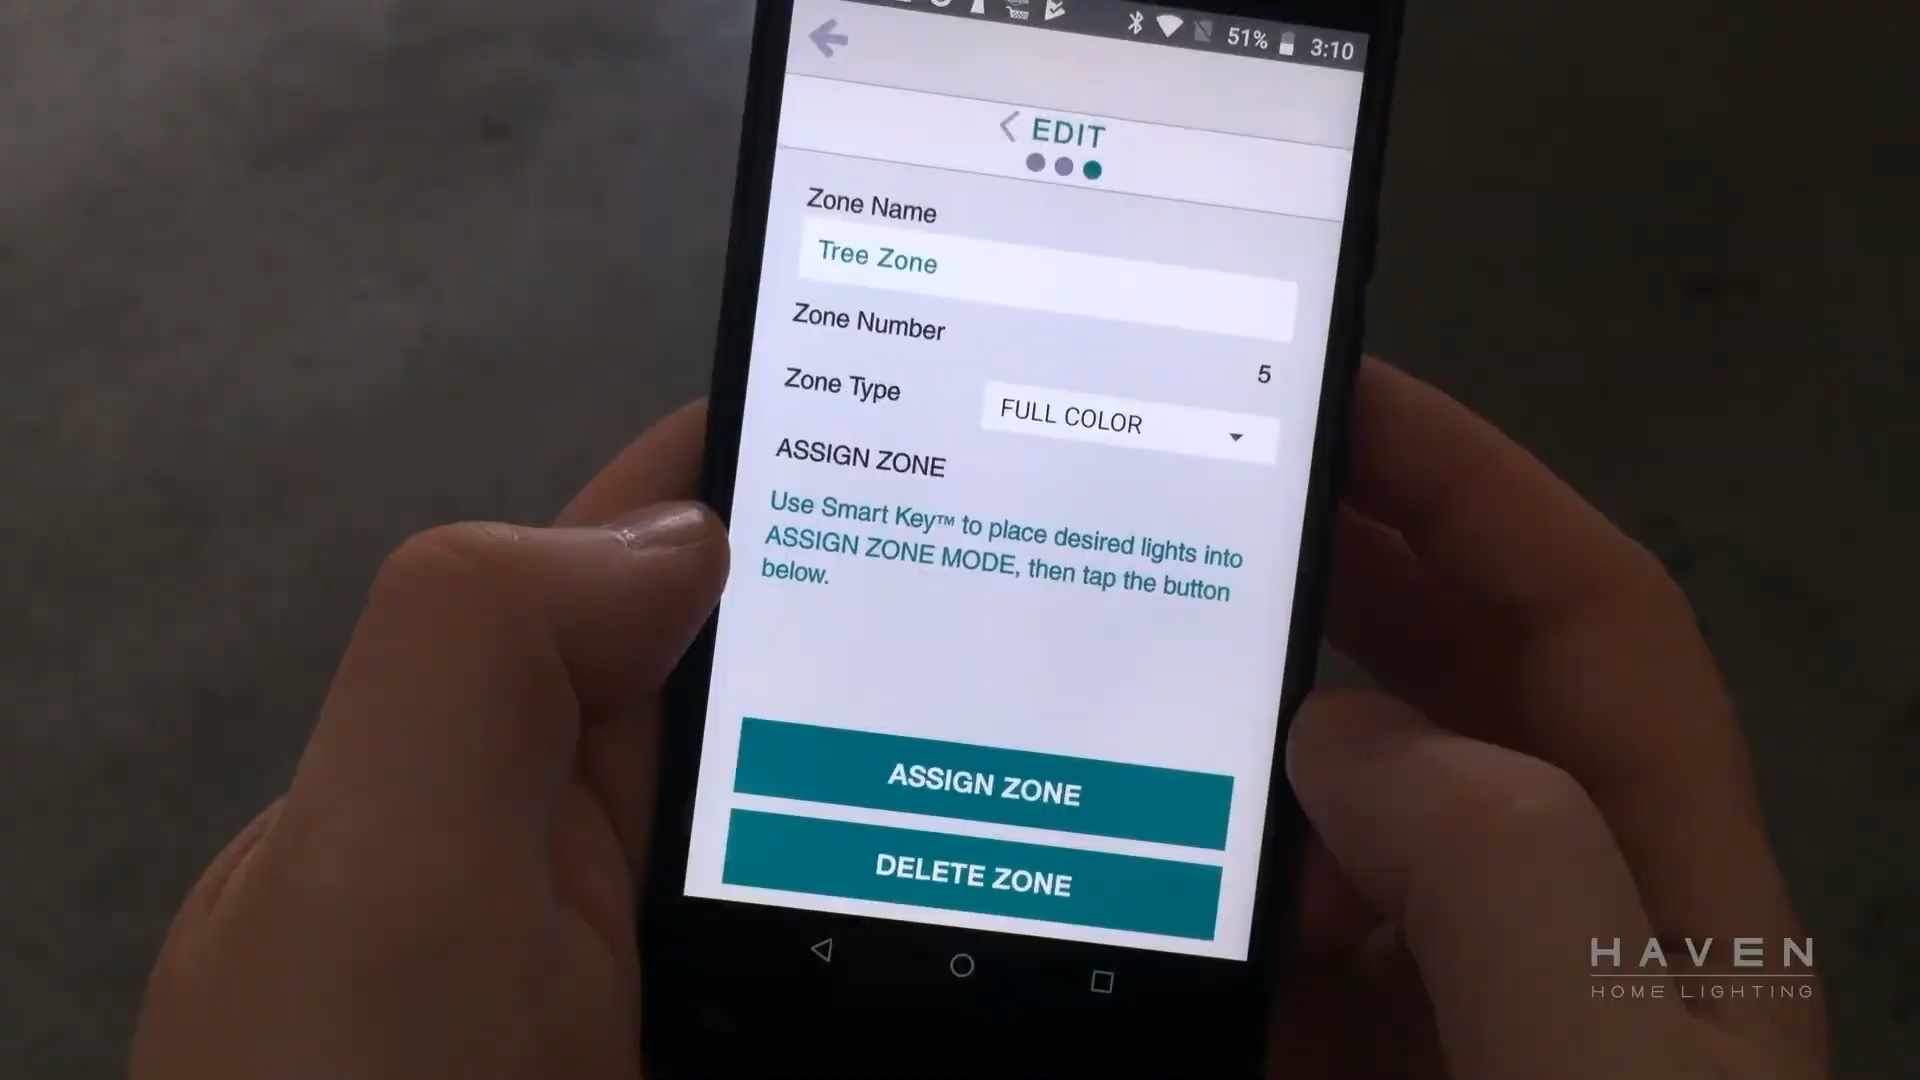 51% 3:10
EDIT
Zone Name
Tree Zone
Zone Number
5
Zone Type
FULL COLOR
ASSIGN ZONE
Use Smart Key™ to place desired lights into
ASSIGN ZONE MODE, then tap the button
below.
ASSIGN ZONE
DELETE ZONE
HAVEN
HOME LIGHTING